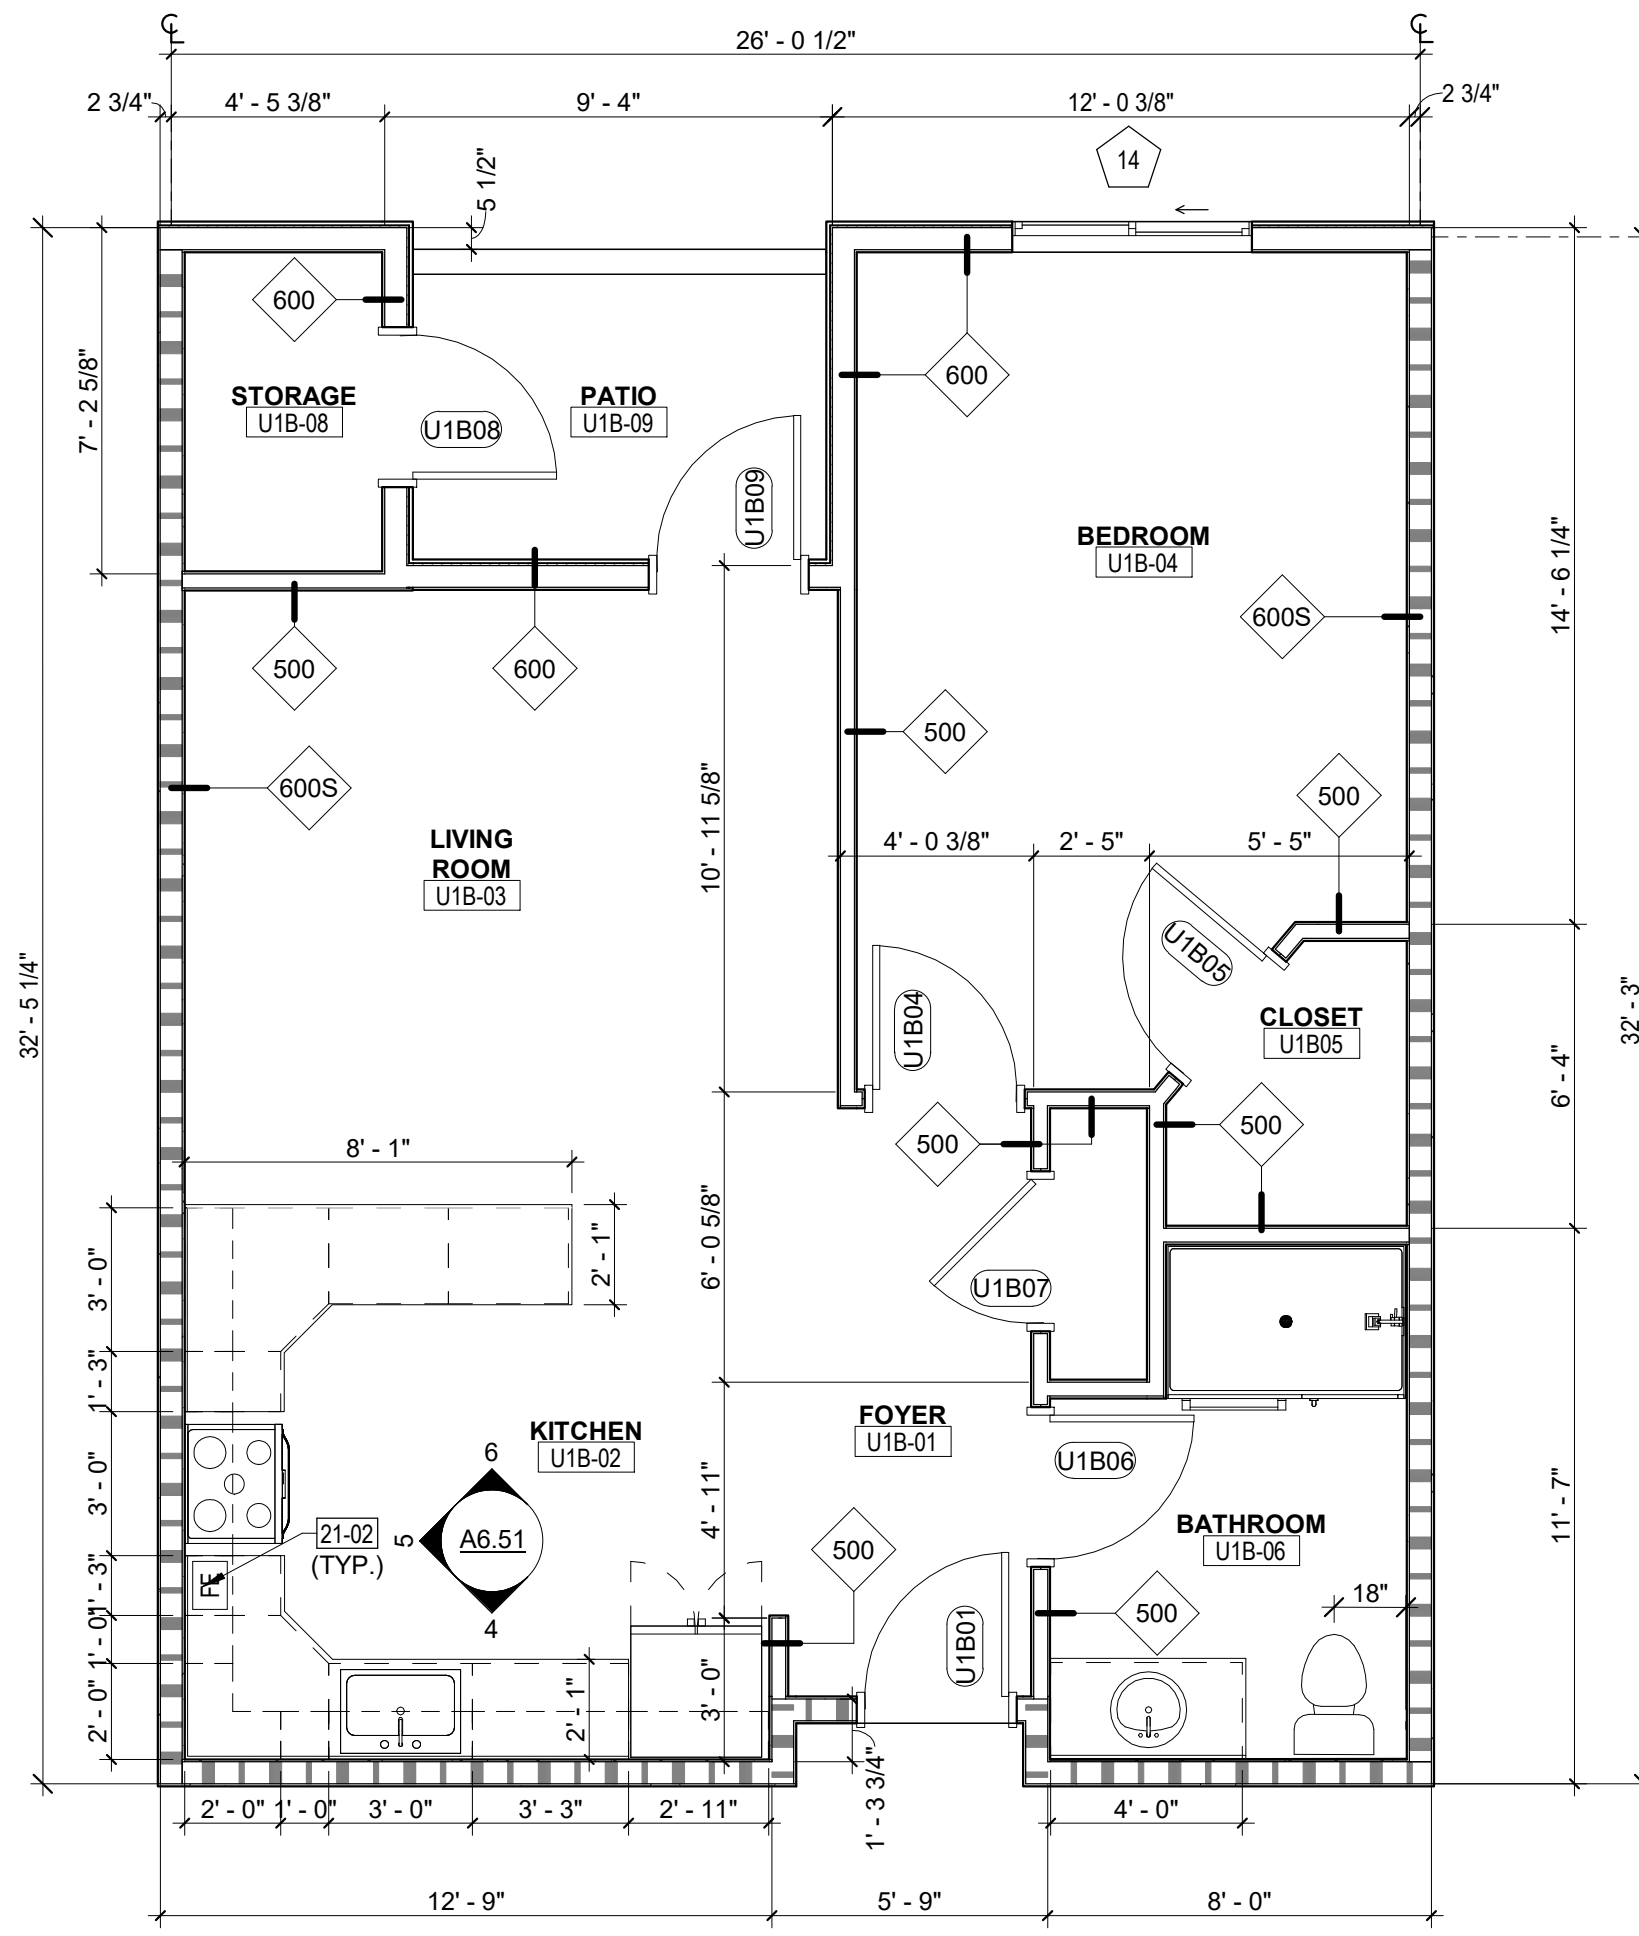 ℄
℄
26' - 0 1/2"
2 3/4"
4' - 5 3/8"
9' - 4"
12' - 0 3/8"
2 3/4"
14
5 1/2"
600
7' - 2 5/8"
STORAGE
U1B-08
U1B08
PATIO
U1B-09
U1B09
600
BEDROOM
U1B-04
14' - 6 1/4"
600S
500
600
500
600S
500
10' - 11 5/8"
LIVING
ROOM
U1B-03
4' - 0 3/8"
2' - 5"
5' - 5"
U1B05
U1B04
CLOSET
U1B05
32' - 5 1/4"
32' - 3"
6' - 4"
500
500
8' - 1"
2' - 1"
6' - 0 5/8"
U1B07
3' - 0"
1' - 3"
3' - 0"
1' - 3"
1' - 0"
2' - 0"
KITCHEN
U1B-02
FOYER
U1B-01
U1B06
6
5
A6.51
4
21-02
(TYP.)
FE
4' - 11"
500
BATHROOM
U1B-06
11' - 7"
18"
500
U1B01
3' - 0"
2' - 1"
1' - 3 3/4"
2' - 0"
1' - 0"
3' - 0"
3' - 3"
2' - 11"
4' - 0"
12' - 9"
5' - 9"
8' - 0"